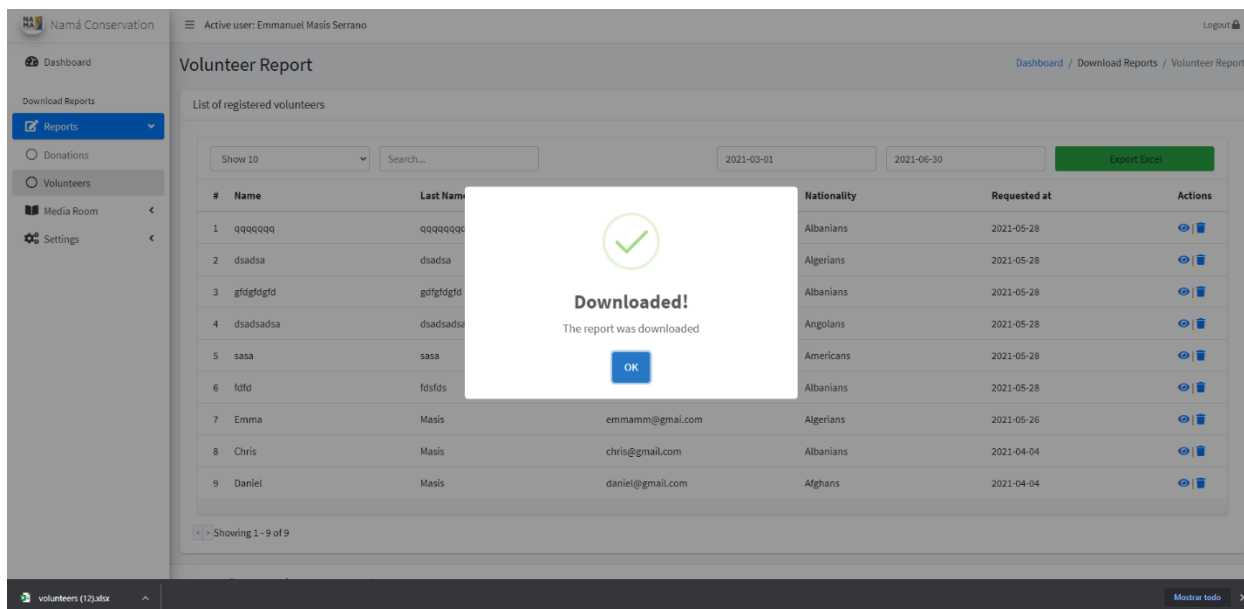 NA MA Namá Conservation
Active user: Emmanuel Masis Serrano
Logout
Dashboard
Volunteer Report
Dashboard / Download Reports / Volunteer Report
Download Reports
List of registered volunteers
Reports
Donations
Show 10 Search... 2021-03-01 2021-06-30 Export Excel
Volunteers
# Name Last Name Nationality Requested at Actions
Media Room
Settings
1 qqqqqqq qqqqqqqq Albanians 2021-05-28
2 dsadsa dsadsa Algerians 2021-05-28
3 gfdgfdgfd gdfgfdgfd Albanians 2021-05-28
4 dsadsadsa dsadsadsa Angolans 2021-05-28
5 sasa sasa Americans 2021-05-28
6 fdfd fdsfds Albanians 2021-05-28
7 Emma Masis emmamm@gmai.com Algerians 2021-05-26
8 Chris Masis chris@gmail.com Albanians 2021-04-04
9 Daniel Masis daniel@gmail.com Afghans 2021-04-04
Downloaded!
The report was downloaded
OK
< > Showing 1 - 9 of 9
volunteers (12).xlsx
Mostrar todo